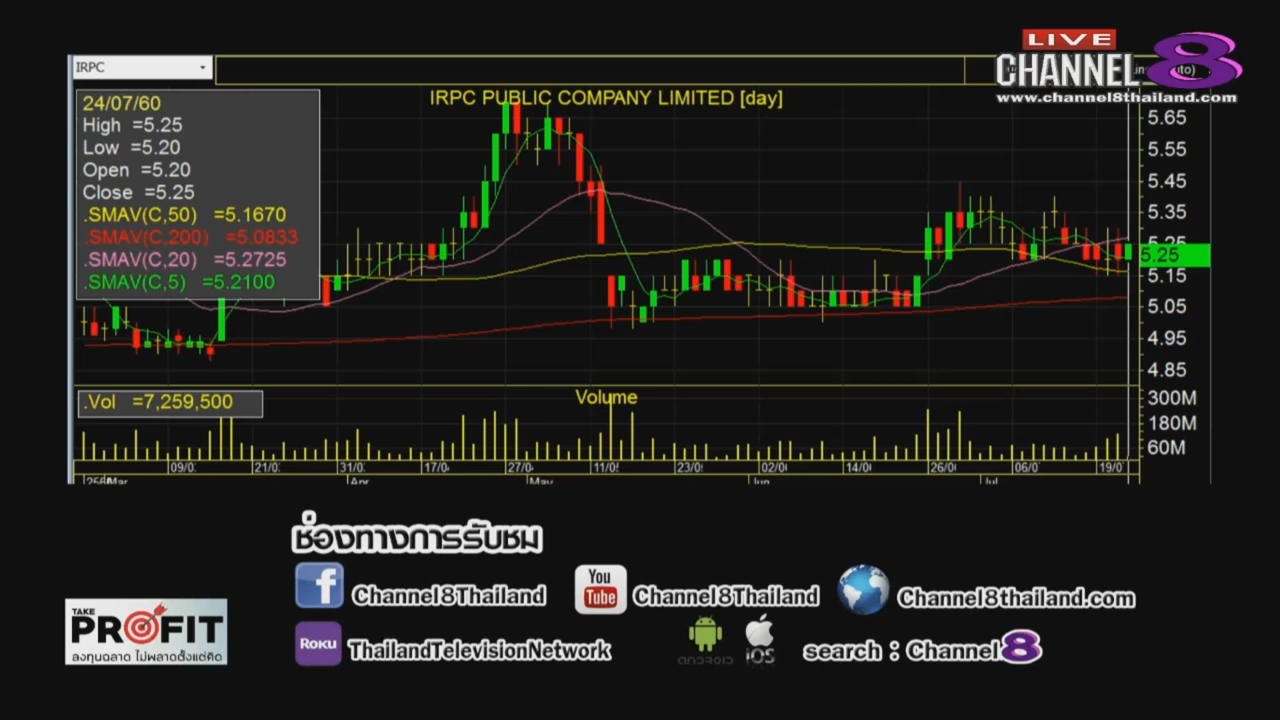 LIVE
CHANNEL 8
www.channel8thailand.com
IRPC
IRPC PUBLIC COMPANY LIMITED [day]
24/07/60
High =5.25
Low =5.20
Open =5.20
Close =5.25
.SMAV(C,50) =5.1670
.SMAV(C,200) =5.0833
.SMAV(C,20) =5.2725
.SMAV(C,5) =5.2100
5.65
5.55
5.45
5.35
5.25
5.25
5.15
5.05
4.95
4.85
.Vol =7,259,500
Volume
300M
180M
60M
09/0 21/0 31/0 17/0 27/0 11/0 23/0 02/0 14/0 26/0 06/0 19/0
Mar Apr May Jun Jul
ช่องทางการรับชม
f Channel8Thailand
You Tube Channel8Thailand
Channel8thailand.com
TAKE
PROFIT
ลงทุนฉลาด ไม่พลาดตั้งแต่คิด
ROKU ThailandTelevisionNetwork
ANDROID iOS
search : Channel8